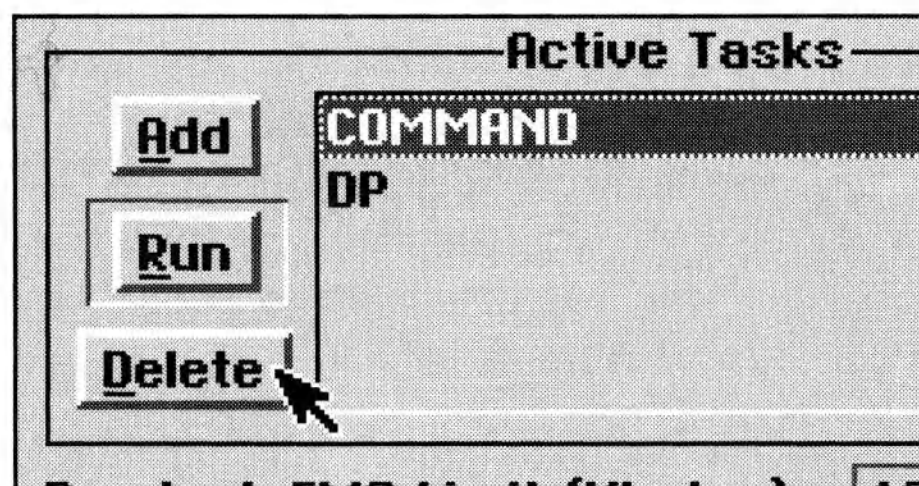 Active Tasks
Add
COMMAND
DP
Run
Delete